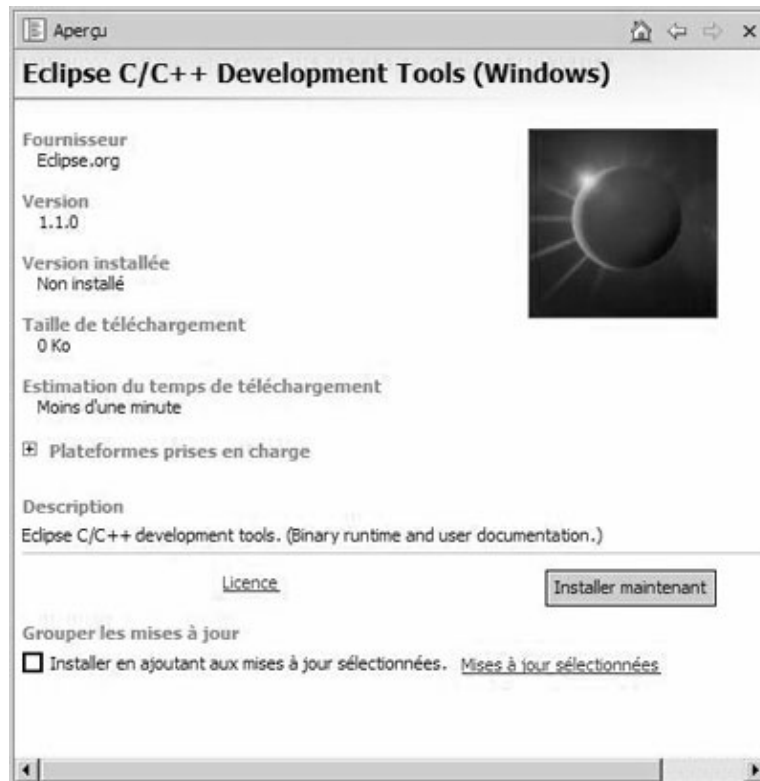 Aperçu
Eclipse C/C++ Development Tools (Windows)
Fournisseur
Eclipse.org
Version
1.1.0
Version installée
Non installé
Taille de téléchargement
0 Ko
Estimation du temps de téléchargement
Moins d'une minute
Plateformes prises en charge
Description
Eclipse C/C++ development tools. (Binary runtime and user documentation.)
Licence
Installer maintenant
Grouper les mises à jour
Installer en ajoutant aux mises à jour sélectionnées. Mises à jour sélectionnées